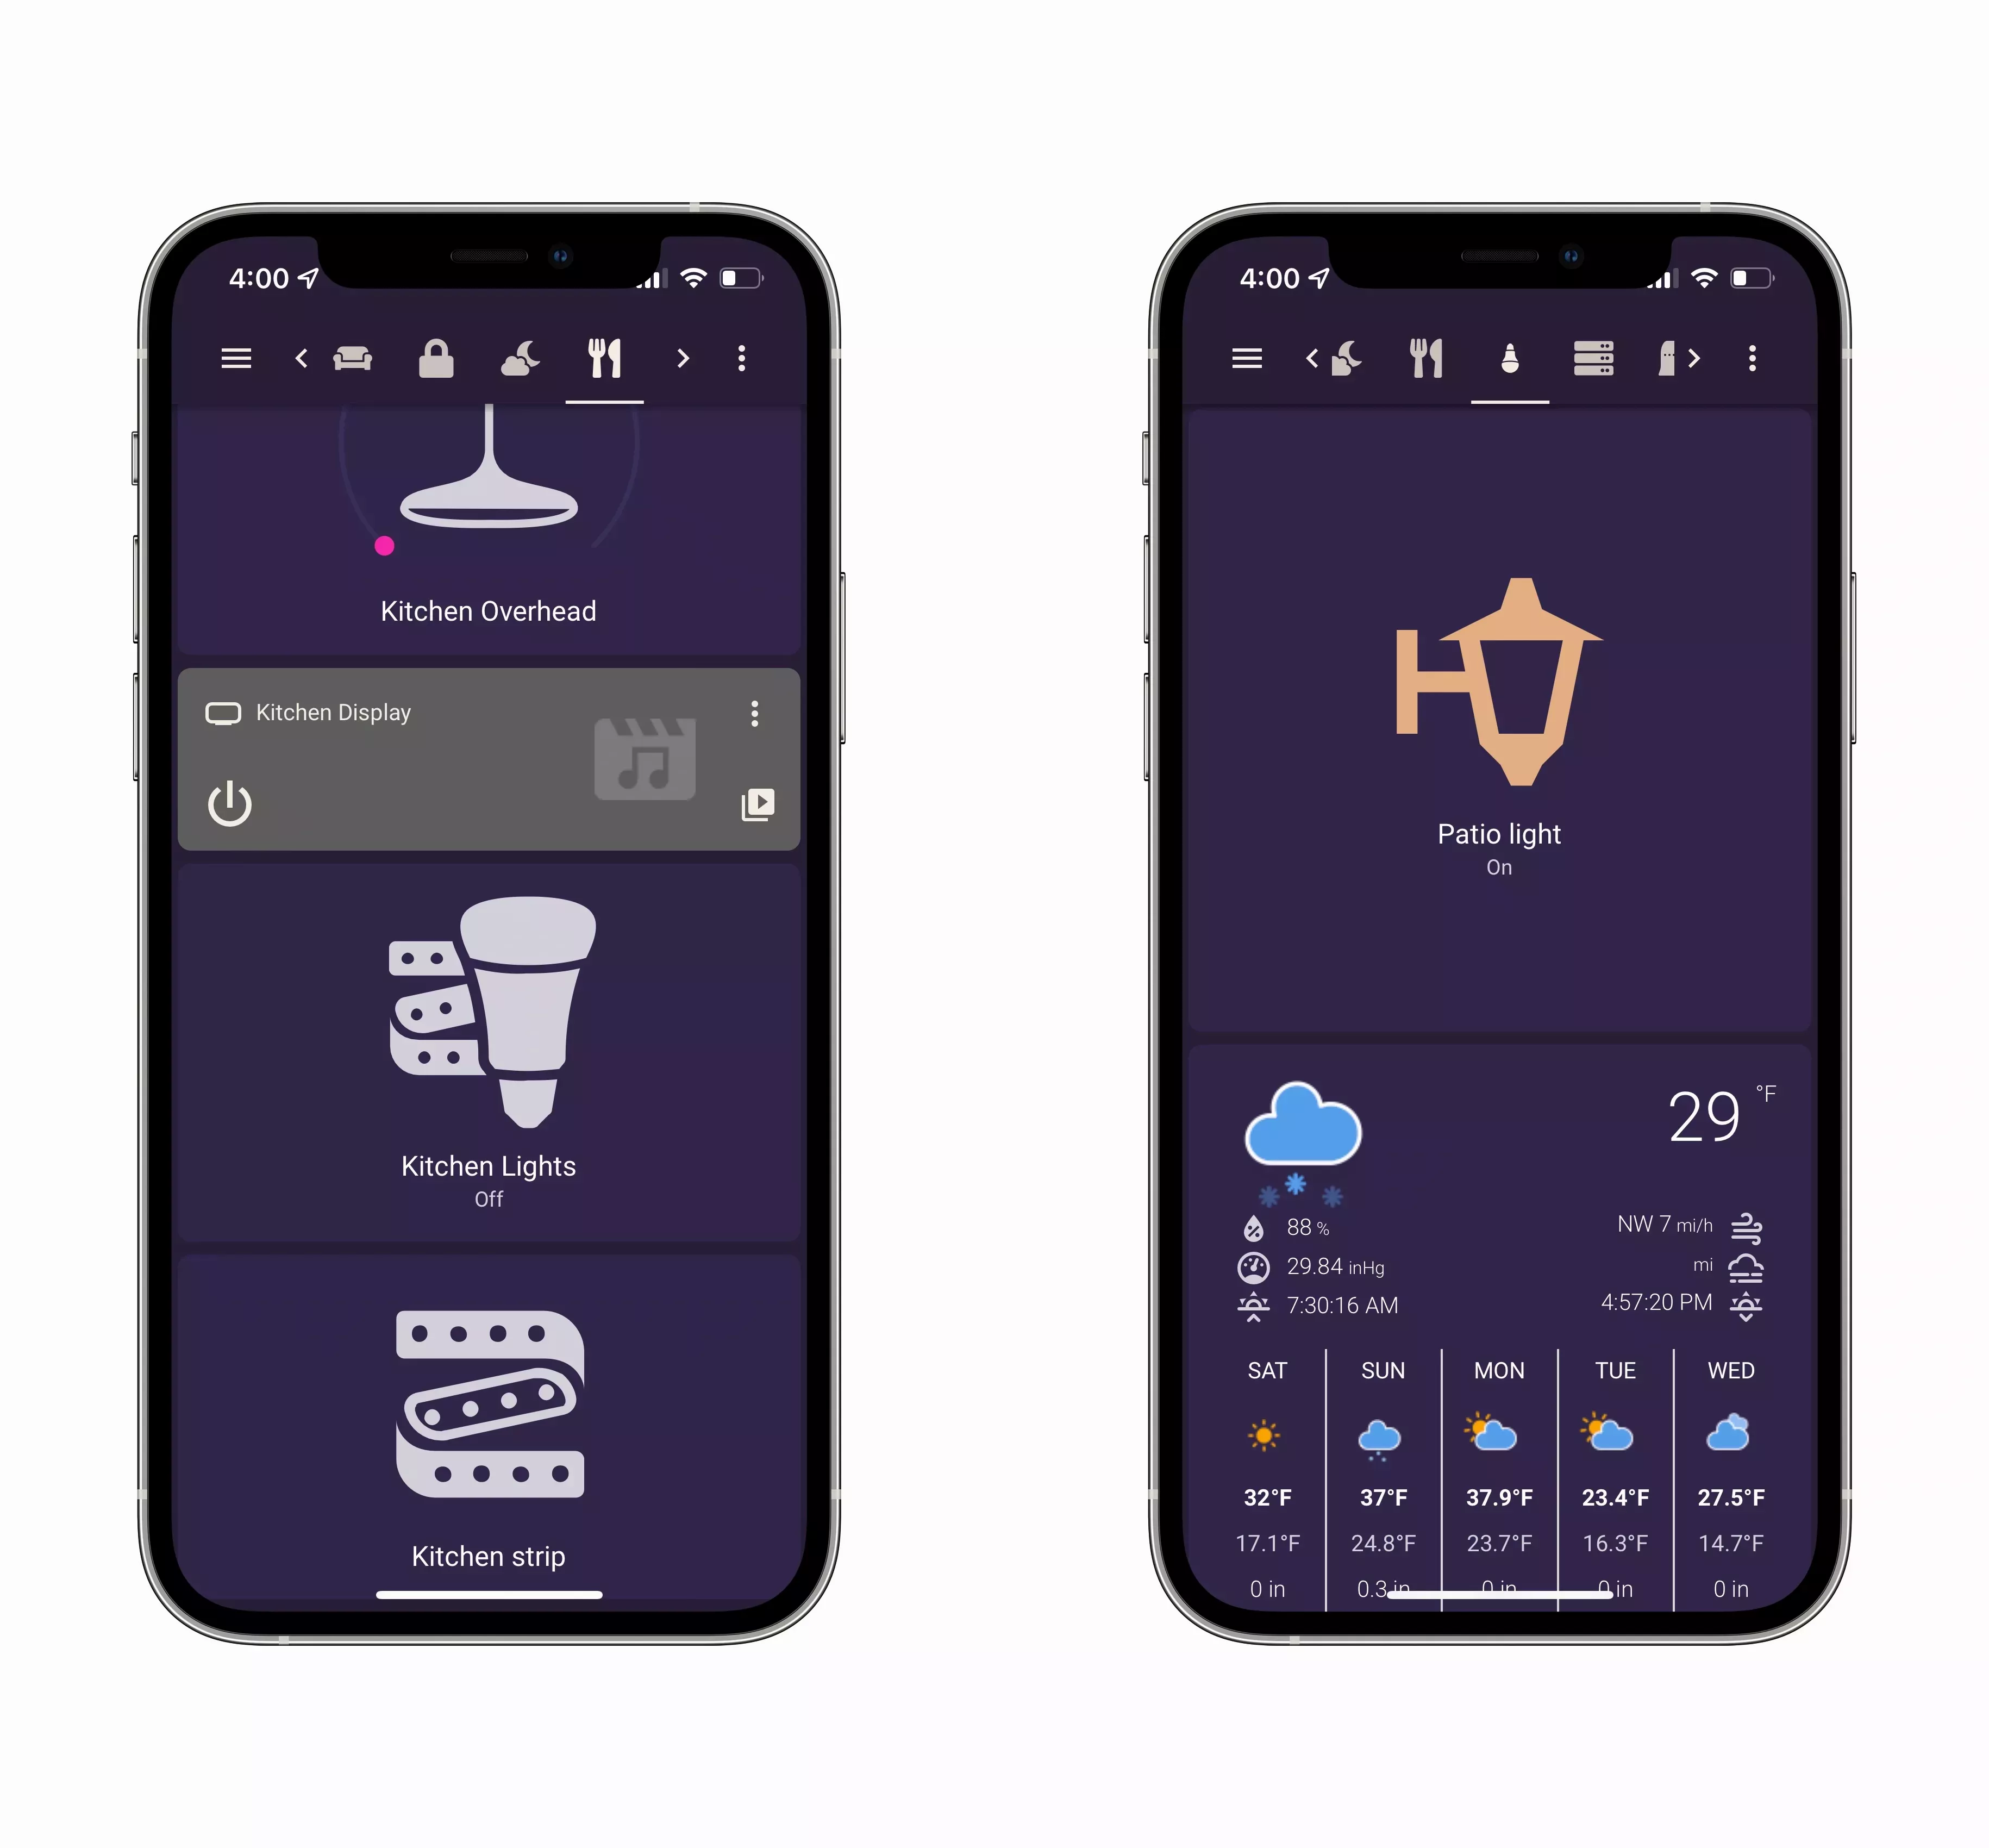 4:00
Kitchen Overhead
Kitchen Display
Kitchen Lights
Off
Kitchen strip
4:00
Patio light
On
29 °F
88 %
NW 7 mi/h
29.84 inHg
mi
7:30:16 AM
4:57:20 PM
SAT SUN MON TUE WED
32°F 37°F 37.9°F 23.4°F 27.5°F
17.1°F 24.8°F 23.7°F 16.3°F 14.7°F
0 in 0.3 in 0 in 0 in 0 in